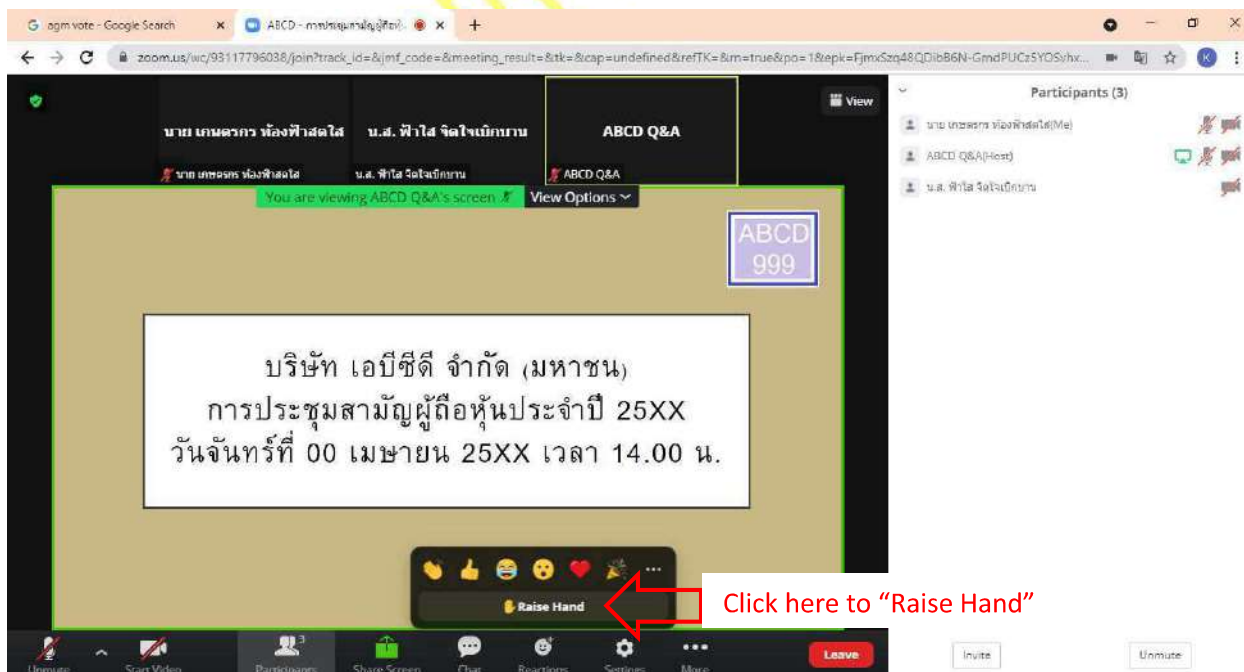 agm vote - Google Search
ABCD - การประชุมสามัญผู้ถือหุ้
zoom.us/wc/93117796038/join?track_id=&jmf_code=&meeting_result=&tk=&cap=undefined&refTK=
View
Participants (3)
นาย เกษตรกร ท้องฟ้าสดใส
น.ส. ฟ้าใส จิตใจเบิกบาน
ABCD Q&A
นาย เกษตรกร ท้องฟ้าสดใส(Me)
ABCD Q&A(Host)
น.ส. ฟ้าใส จิตใจเบิกบาน
นาย เกษตรกร ท้องฟ้าสดใส
น.ส. ฟ้าใส จิตใจเบิกบาน
ABCD Q&A
You are viewing ABCD Q&A's screen
View Options
ABCD
999
บริษัท เอบีซีดี จำกัด (มหาชน)
การประชุมสามัญผู้ถือหุ้นประจำปี 25XX
วันจันทร์ที่ 00 เมษายน 25XX เวลา 14.00 น.
Raise Hand
Click here to “Raise Hand”
3
Unmute
Start Video
Participants
Share Screen
Chat
Reactions
Settings
More
Leave
Invite
Unmute